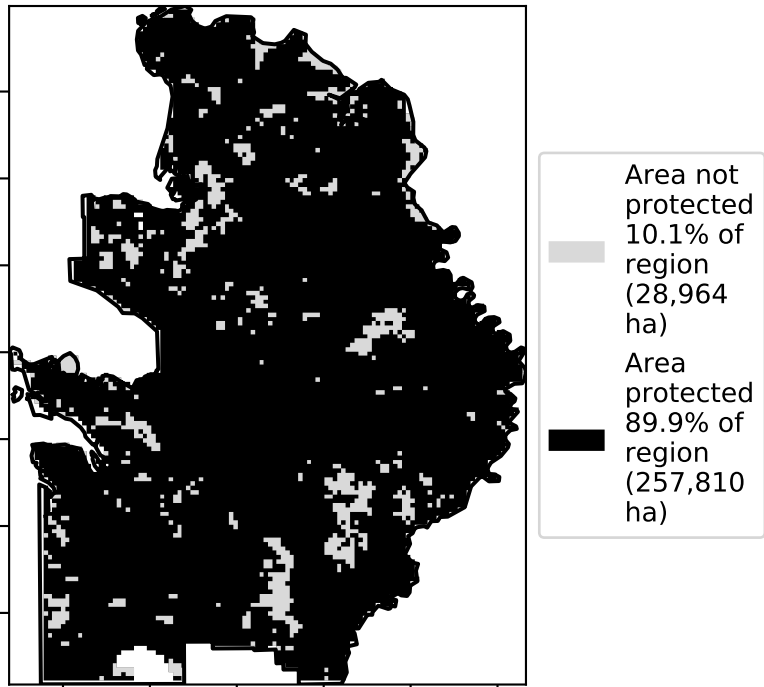 Area not
protected
10.1% of
region
(28,964
ha)
Area
protected
89.9% of
region
(257,810
ha)